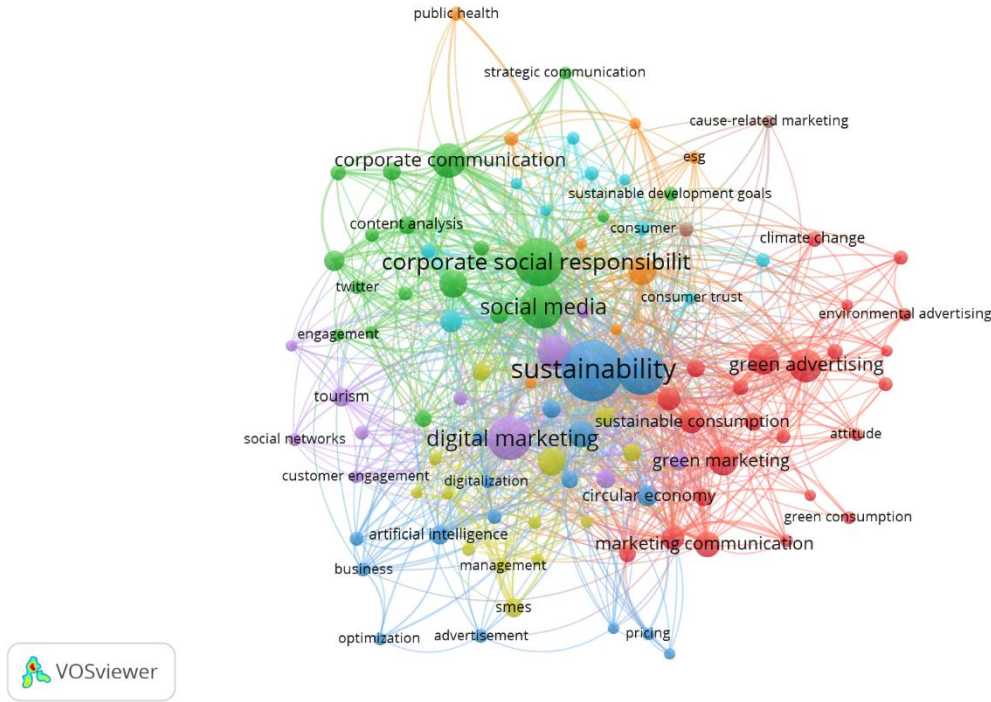 public health
strategic communication
cause-related marketing
corporate communication
esg
sustainable development goals
content analysis
consumer
climate change
corporate social responsibilit
twitter
consumer trust
social media
environmental advertising
engagement
sustainability
green advertising
tourism
sustainable consumption
social networks
digital marketing
attitude
green marketing
customer engagement
digitalization
circular economy
green consumption
artificial intelligence
marketing communication
business
management
smes
optimization
advertisement
pricing
VOSviewer